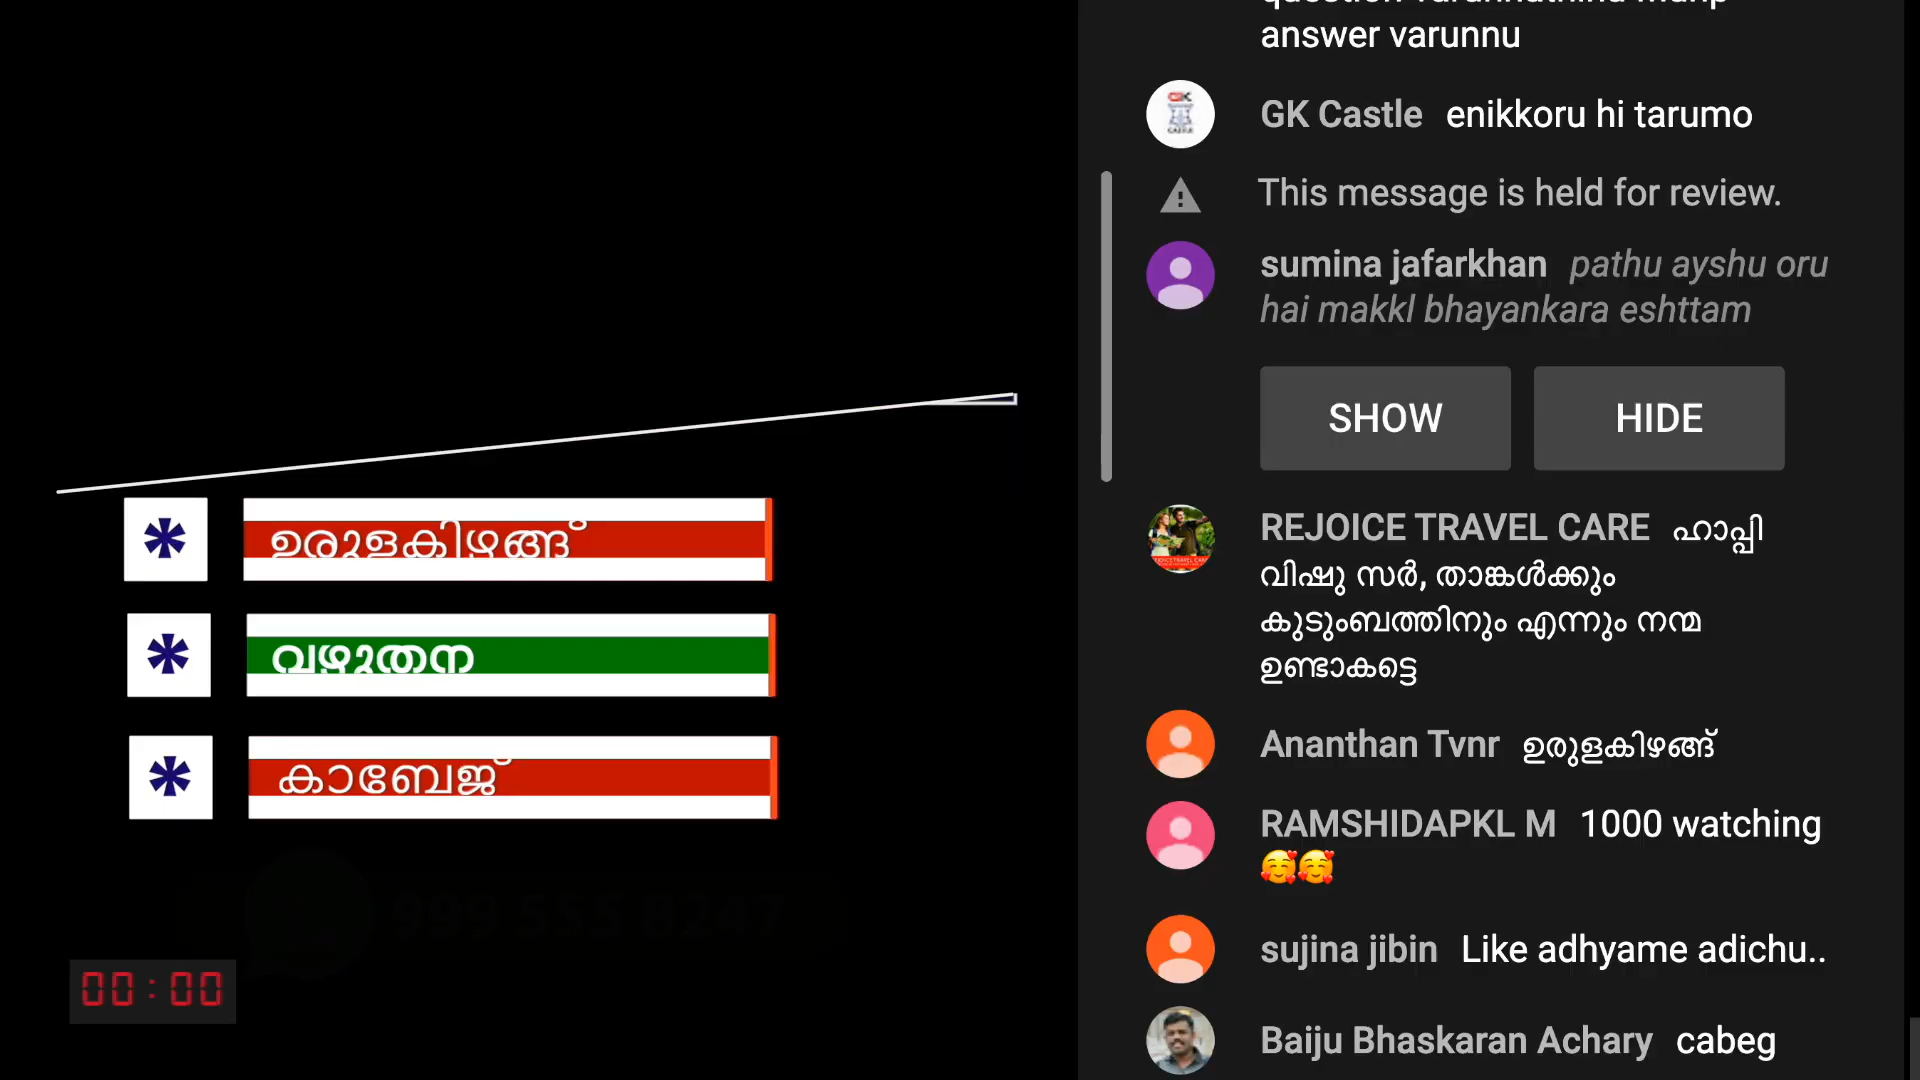 * ഉരുളകിഴങ്ങ്
* വഴുതന
* കാബേജ്
00:00
answer varunnu
GK Castle enikkoru hi tarumo
This message is held for review.
sumina jafarkhan pathu ayshu oru
hai makkl bhayankara eshttam
SHOW HIDE
REJOICE TRAVEL CARE ഹാപ്പി
വിഷു സർ, താങ്കൾക്കും
കുടുംബത്തിനും എന്നും നന്മ
ഉണ്ടാകട്ടെ
Ananthan Tvnr ഉരുളകിഴങ്ങ്
RAMSHIDAPKL M 1000 watching
🥰🥰
sujina jibin Like adhyame adichu..
Baiju Bhaskaran Achary cabeg